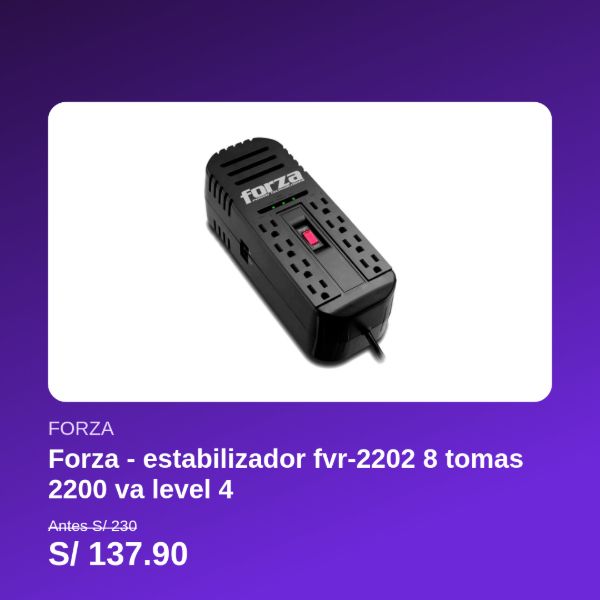 forza
FORZA
Forza - estabilizador fvr-2202 8 tomas
2200 va level 4
Antes S/ 230
S/ 137.90